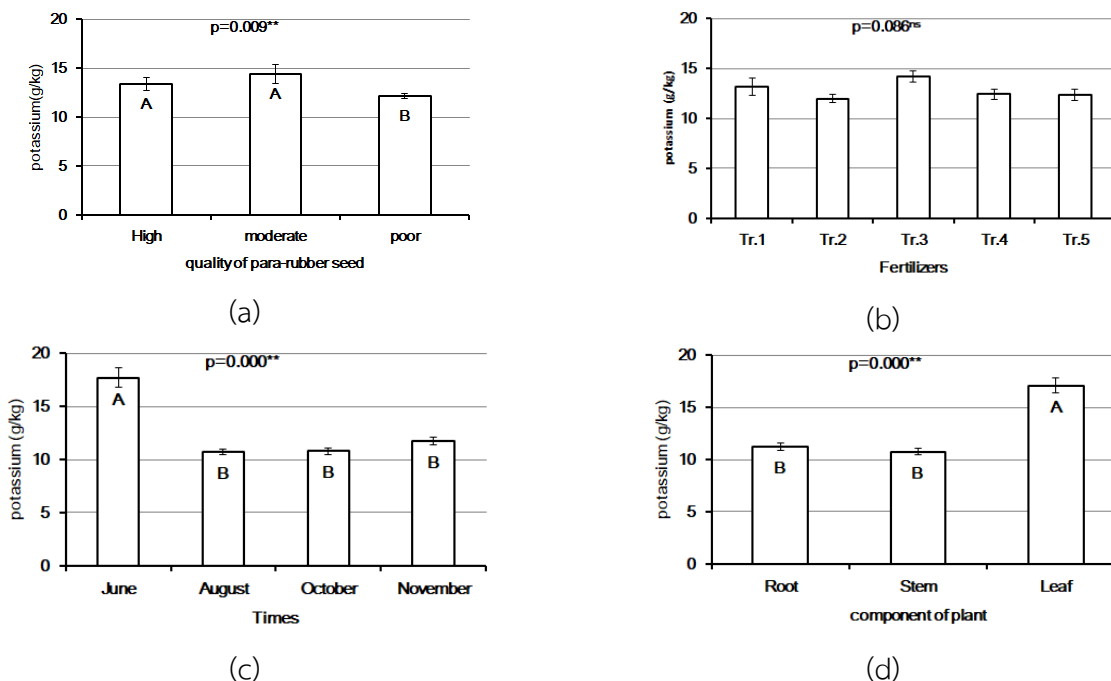 p=0.009**
20
15
10
5
0
potassium(g/kg)
A
A
B
High moderate poor
quality of para-rubber seed
(a)
p=0.086ns
20
15
10
5
0
potassium (g/kg)
Tr.1 Tr.2 Tr.3 Tr.4 Tr.5
Fertilizers
(b)
p=0.000**
20
15
10
5
0
potassium (g/kg)
A
B
B
B
June August October November
Times
(c)
p=0.000**
20
15
10
5
0
potassium (g/kg)
B
B
A
Root Stem Leaf
component of plant
(d)